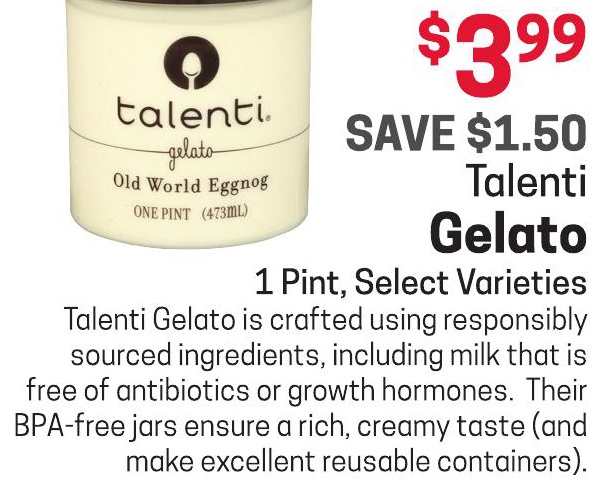 talenti.
gelato
Old World Eggnog
ONE PINT (473mL)
$3.99
SAVE $1.50
Talenti
Gelato
1 Pint, Select Varieties
Talenti Gelato is crafted using responsibly
sourced ingredients, including milk that is
free of antibiotics or growth hormones. Their
BPA-free jars ensure a rich, creamy taste (and
make excellent reusable containers).